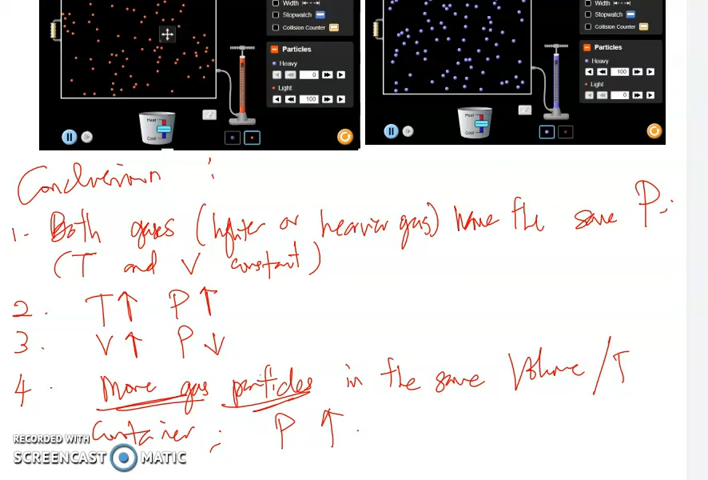 Width
Stopwatch
Collision Counter
Particles
Heavy
0
Light
100
Heat
Cool
Width
Stopwatch
Collision Counter
Particles
Heavy
100
Light
0
Heat
Cool
Conclusion :
1. Both gases (lighter or heavier gas) have the same P.
(T and V constant)
2. T↑ P↑
3. V↑ P↓
4. More gas particles in the same Volume / T
Container; P ↑.
RECORDED WITH
SCREENCAST MATIC